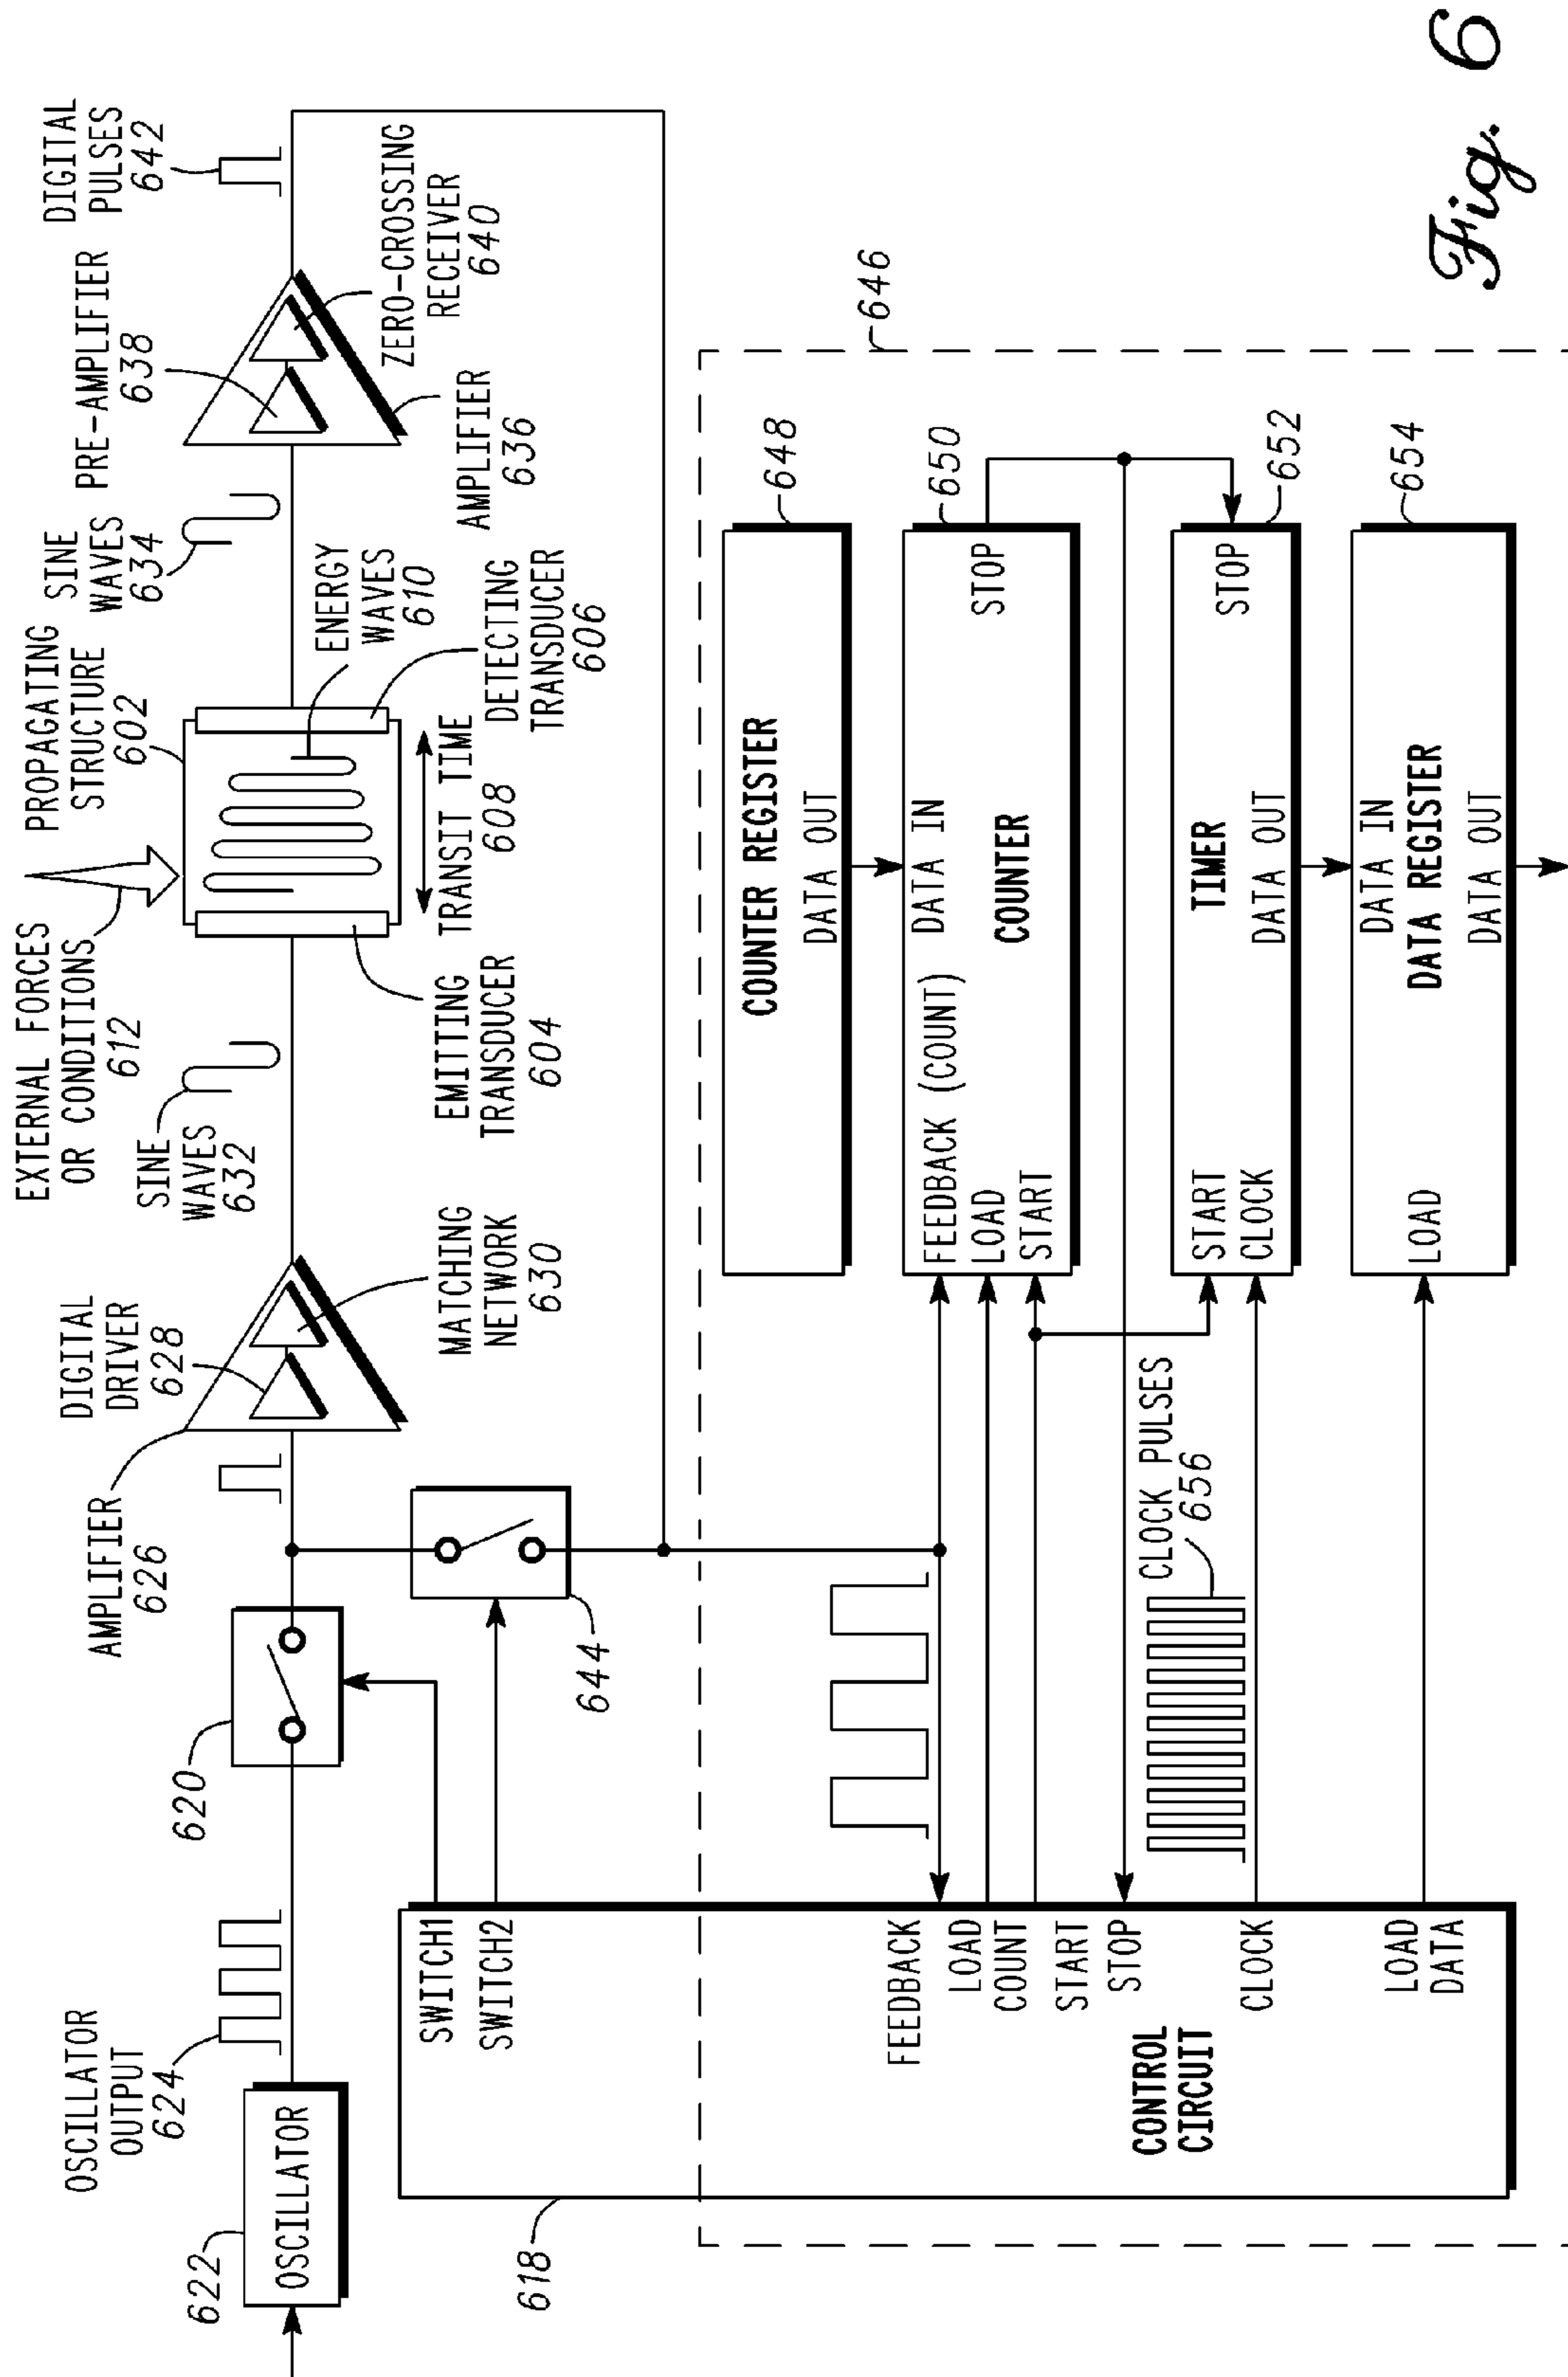 EXTERNAL FORCES
OR CONDITIONS
612
PROPAGATING
STRUCTURE
602
OSCILLATOR
OUTPUT
624
622
OSCILLATOR
620
AMPLIFIER
626
DIGITAL
DRIVER
628
MATCHING
NETWORK
630
SINE
WAVES
632
EMITTING
TRANSDUCER
604
TRANSIT TIME
608
ENERGY
WAVES
610
DETECTING
TRANSDUCER
606
SINE
WAVES
634
PRE-AMPLIFIER
638
AMPLIFIER
636
ZERO-CROSSING
RECEIVER
640
DIGITAL
PULSES
642
644
618
SWITCH1
SWITCH2
FEEDBACK
LOAD
COUNT
START
STOP
CLOCK
LOAD
DATA
CONTROL
CIRCUIT
CLOCK PULSES
656
646
COUNTER REGISTER
DATA OUT
648
FEEDBACK (COUNT)
DATA IN
LOAD
COUNTER
START
STOP
650
START
TIMER
STOP
CLOCK
DATA OUT
652
DATA IN
LOAD
DATA REGISTER
DATA OUT
654
Fig. 6